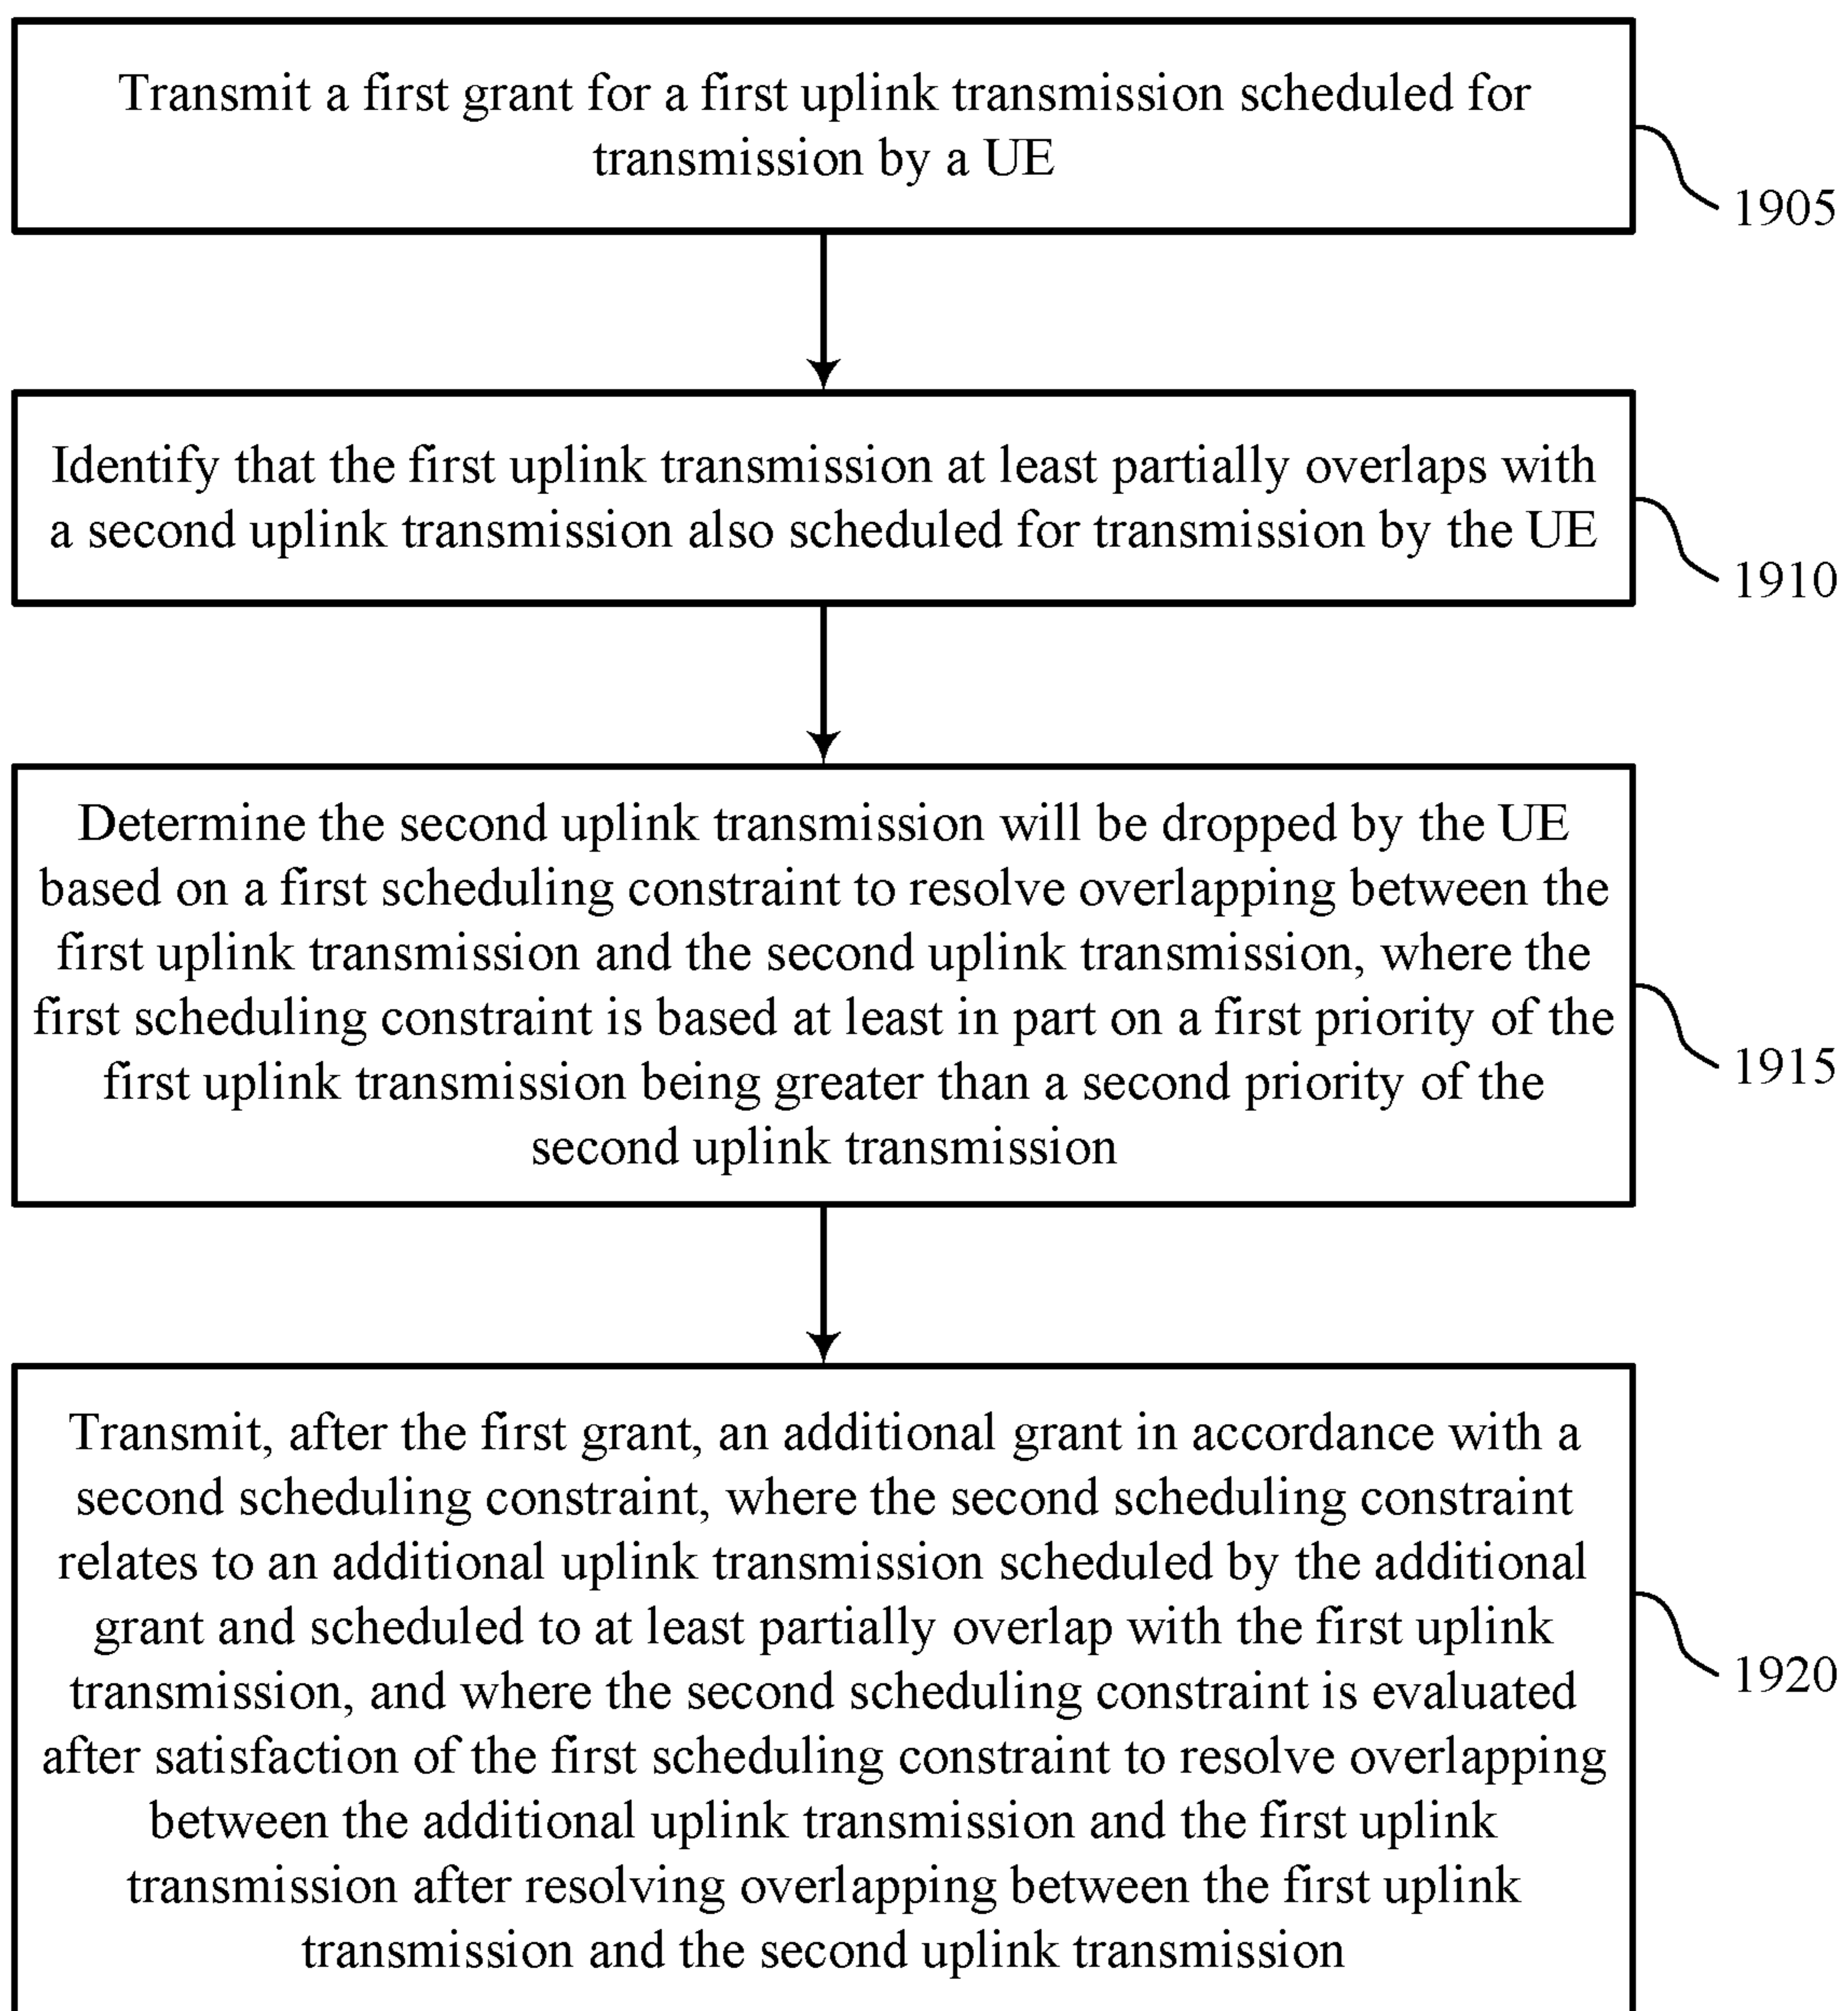 Transmit a first grant for a first uplink transmission scheduled for
transmission by a UE
1905
Identify that the first uplink transmission at least partially overlaps with
a second uplink transmission also scheduled for transmission by the UE
1910
Determine the second uplink transmission will be dropped by the UE
based on a first scheduling constraint to resolve overlapping between the
first uplink transmission and the second uplink transmission, where the
first scheduling constraint is based at least in part on a first priority of the
first uplink transmission being greater than a second priority of the
second uplink transmission
1915
Transmit, after the first grant, an additional grant in accordance with a
second scheduling constraint, where the second scheduling constraint
relates to an additional uplink transmission scheduled by the additional
grant and scheduled to at least partially overlap with the first uplink
transmission, and where the second scheduling constraint is evaluated
after satisfaction of the first scheduling constraint to resolve overlapping
between the additional uplink transmission and the first uplink
transmission after resolving overlapping between the first uplink
transmission and the second uplink transmission
1920